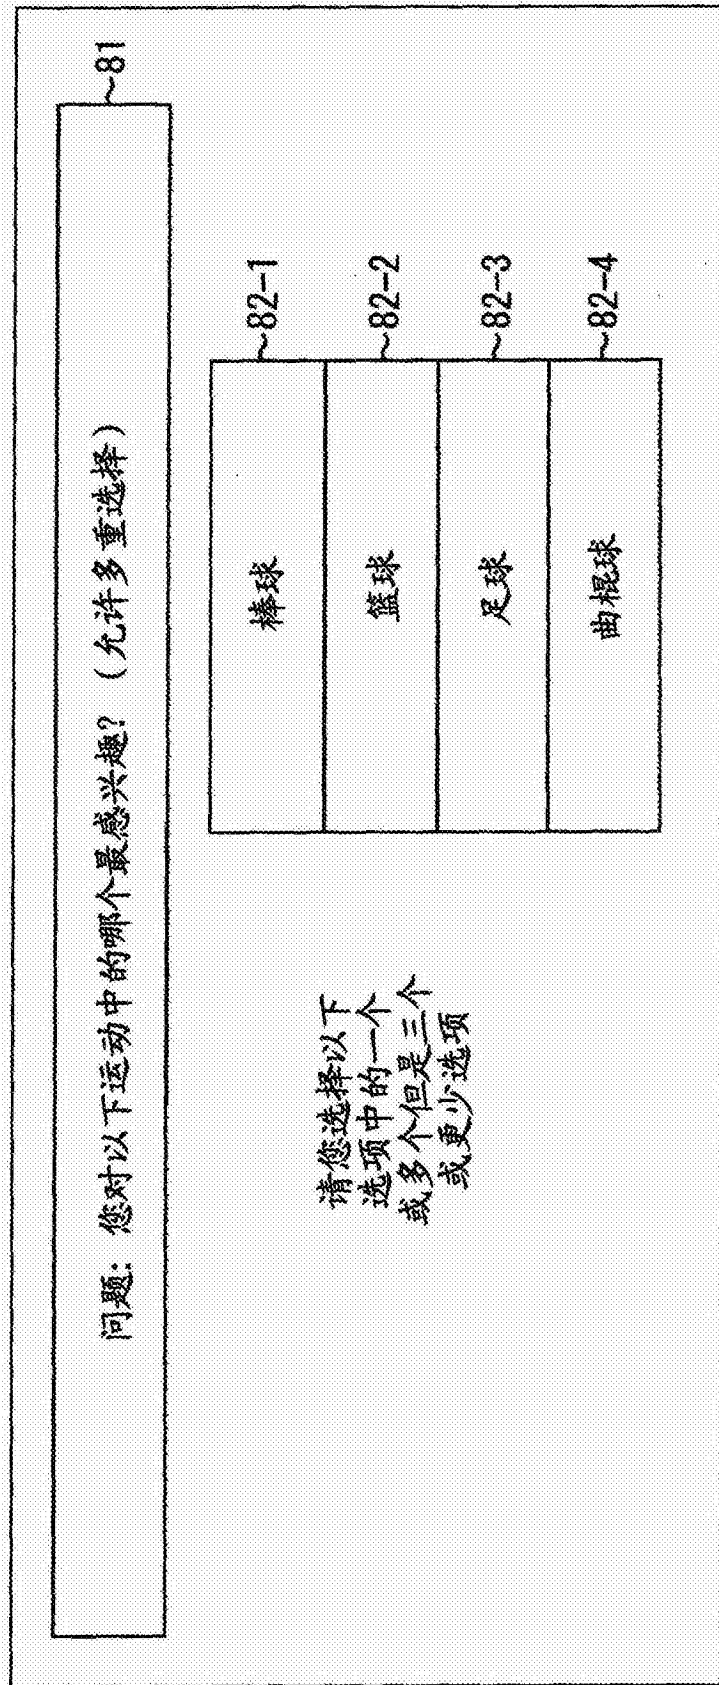 问题：您对以下运动中的哪个最感兴趣？（允许多重选择）
~81
请您选择以下
选项中的一个
或多个但是三个
或更少选项
棒球
~82-1
篮球
~82-2
足球
~82-3
曲棍球
~82-4